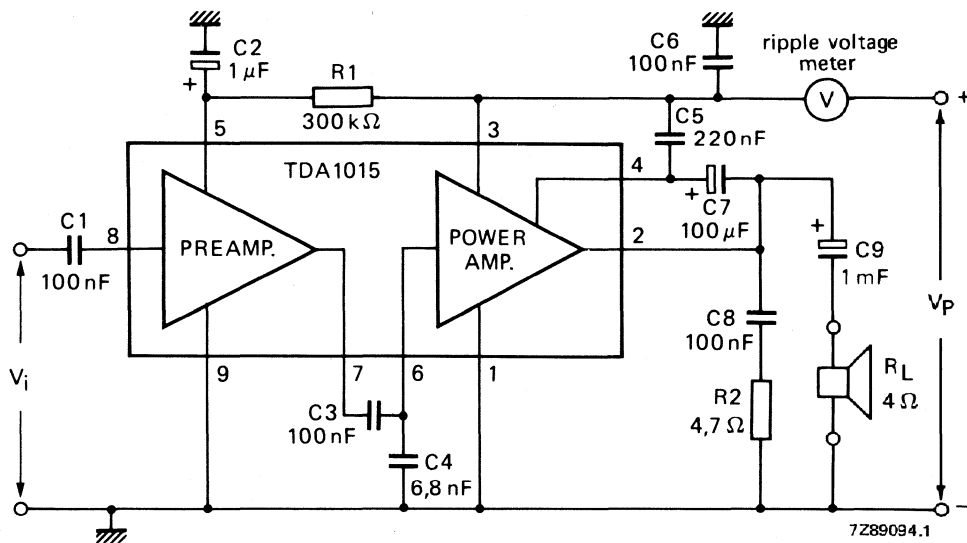 C2
1 µF
+
R1
300 kΩ
C6
100 nF
ripple voltage
meter
V
+
5
3
C5
220 nF
TDA1015
4
+
C7
100 µF
C1
100 nF
8
PREAMP.
POWER
AMP.
2
+
C9
1 mF
Vi
VP
C8
100 nF
9
7
6
1
C3
100 nF
R2
4,7 Ω
RL
4 Ω
C4
6,8 nF
–
7Z89094.1